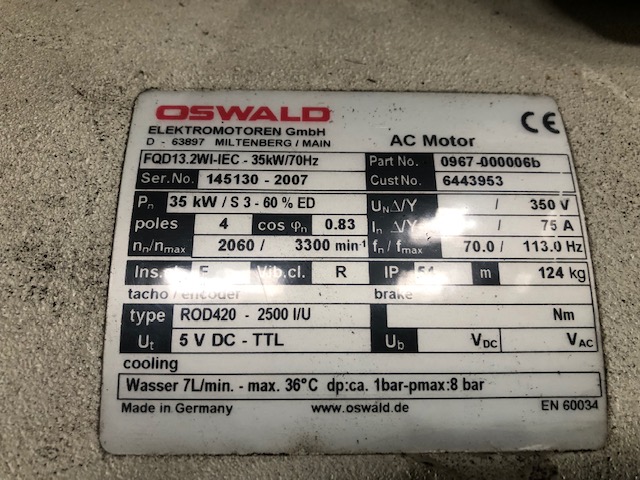 OSWALD
ELEKTROMOTOREN GmbH
D - 63897 MILTENBERG / MAIN
AC Motor CE
FQD13.2WI-IEC - 35kW/70Hz Part No. 0967-000006b
Ser.No. 145130 - 2007 Cust No. 6443953
Pn 35 kW / S 3 - 60 % ED UN Δ/Y / 350 V
poles 4 cos φn 0.83 In Δ/Y / 75 A
nn/nmax 2060 / 3300 min-1 fn / fmax 70.0 / 113.0 Hz
Ins.cl. F Vib.cl. R IP 54 m 124 kg
tacho / encoder brake
type ROD420 - 2500 I/U Nm
Ut 5 V DC - TTL Ub VDC VAC
cooling
Wasser 7L/min. - max. 36°C dp:ca. 1bar-pmax:8 bar
Made in Germany www.oswald.de EN 60034